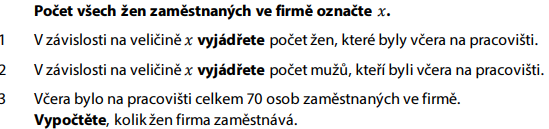 Počet všech žen zaměstnaných ve firmě označte x.
1 V závislosti na veličině x vyjádřete počet žen, které byly včera na pracovišti.
2 V závislosti na veličině x vyjádřete počet mužů, kteří byli včera na pracovišti.
3 Včera bylo na pracovišti celkem 70 osob zaměstnaných ve firmě.
Vypočtěte, kolik žen firma zaměstnává.